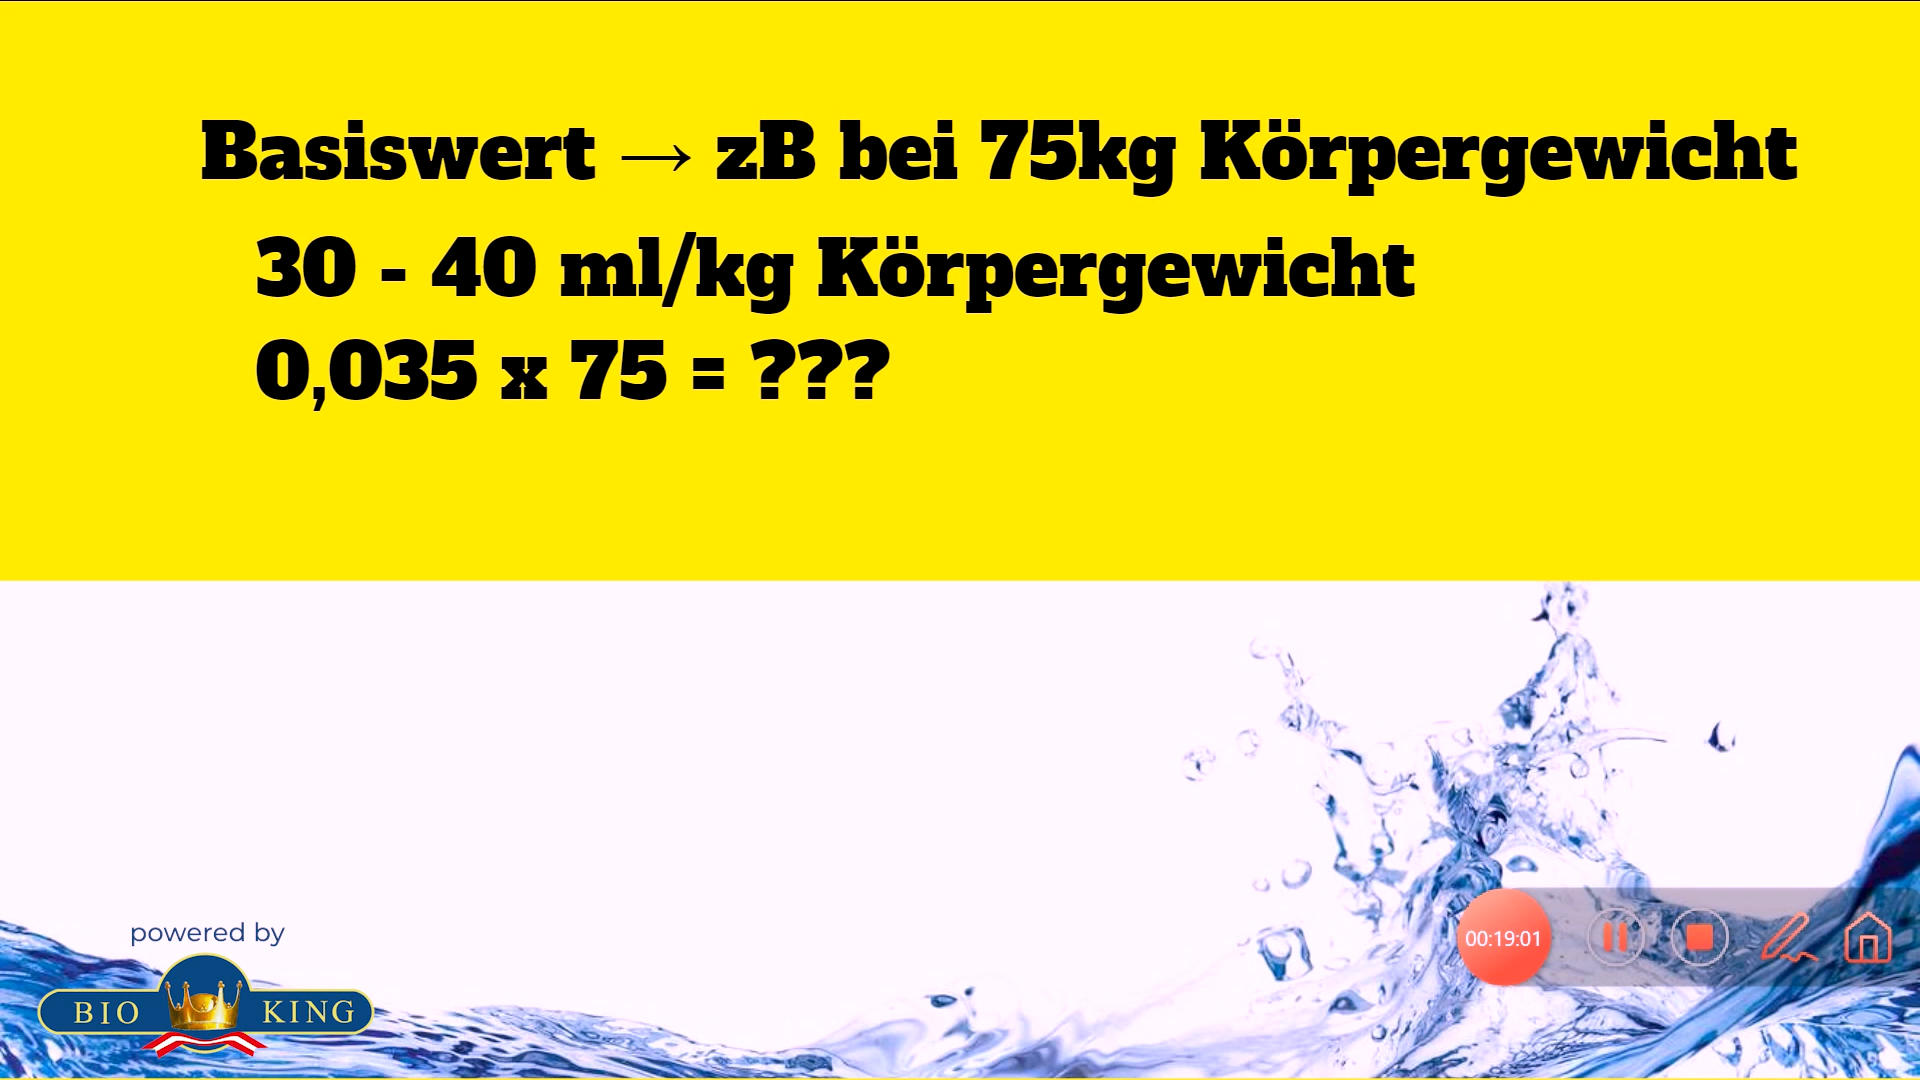 Basiswert → zB bei 75kg Körpergewicht
30 - 40 ml/kg Körpergewicht
0,035 x 75 = ???
powered by
BIO KING
00:19:01